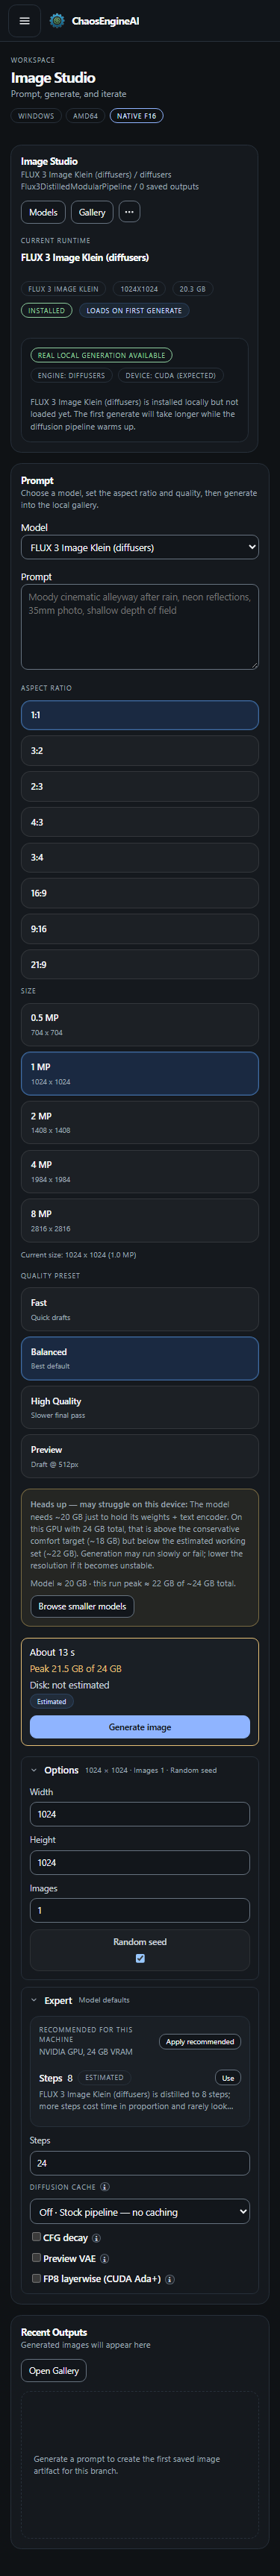 ChaosEngineAI
WORKSPACE
Image Studio
Prompt, generate, and iterate
WINDOWS
AMD64
NATIVE F16
Image Studio
FLUX 3 Image Klein (diffusers) / diffusers
Flux3DistilledModularPipeline / 0 saved outputs
Models
Gallery
CURRENT RUNTIME
FLUX 3 Image Klein (diffusers)
FLUX 3 IMAGE KLEIN
1024X1024
20.3 GB
INSTALLED
LOADS ON FIRST GENERATE
REAL LOCAL GENERATION AVAILABLE
ENGINE: DIFFUSERS
DEVICE: CUDA (EXPECTED)
FLUX 3 Image Klein (diffusers) is installed locally but not
loaded yet. The first generate will take longer while the
diffusion pipeline warms up.
Prompt
Choose a model, set the aspect ratio and quality, then generate
into the local gallery.
Model
FLUX 3 Image Klein (diffusers)
Prompt
Moody cinematic alleyway after rain, neon reflections,
35mm photo, shallow depth of field
ASPECT RATIO
1:1
3:2
2:3
4:3
3:4
16:9
9:16
21:9
SIZE
0.5 MP
704 x 704
1 MP
1024 x 1024
2 MP
1408 x 1408
4 MP
1984 x 1984
8 MP
2816 x 2816
Current size: 1024 x 1024 (1.0 MP)
QUALITY PRESET
Fast
Quick drafts
Balanced
Best default
High Quality
Slower final pass
Preview
Draft @ 512px
Heads up — may struggle on this device: The model
needs ~20 GB just to hold its weights + text encoder. On
this GPU with 24 GB total, that is above the conservative
comfort target (~18 GB) but below the estimated working
set (~22 GB). Generation may run slowly or fail; lower the
resolution if it becomes unstable.
Model ≈ 20 GB · this run peak ≈ 22 GB of ~24 GB total.
Browse smaller models
About 13 s
Peak 21.5 GB of 24 GB
Disk: not estimated
Estimated
Generate image
Options 1024 × 1024 · Images 1 · Random seed
Width
1024
Height
1024
Images
1
Random seed
Expert Model defaults
RECOMMENDED FOR THIS
MACHINE
NVIDIA GPU, 24 GB VRAM
Apply recommended
Steps 8 ESTIMATED
Use
FLUX 3 Image Klein (diffusers) is distilled to 8 steps;
more steps cost time in proportion and rarely look...
Steps
24
DIFFUSION CACHE
Off · Stock pipeline — no caching
CFG decay
Preview VAE
FP8 layerwise (CUDA Ada+)
Recent Outputs
Generated images will appear here
Open Gallery
Generate a prompt to create the first saved image
artifact for this branch.